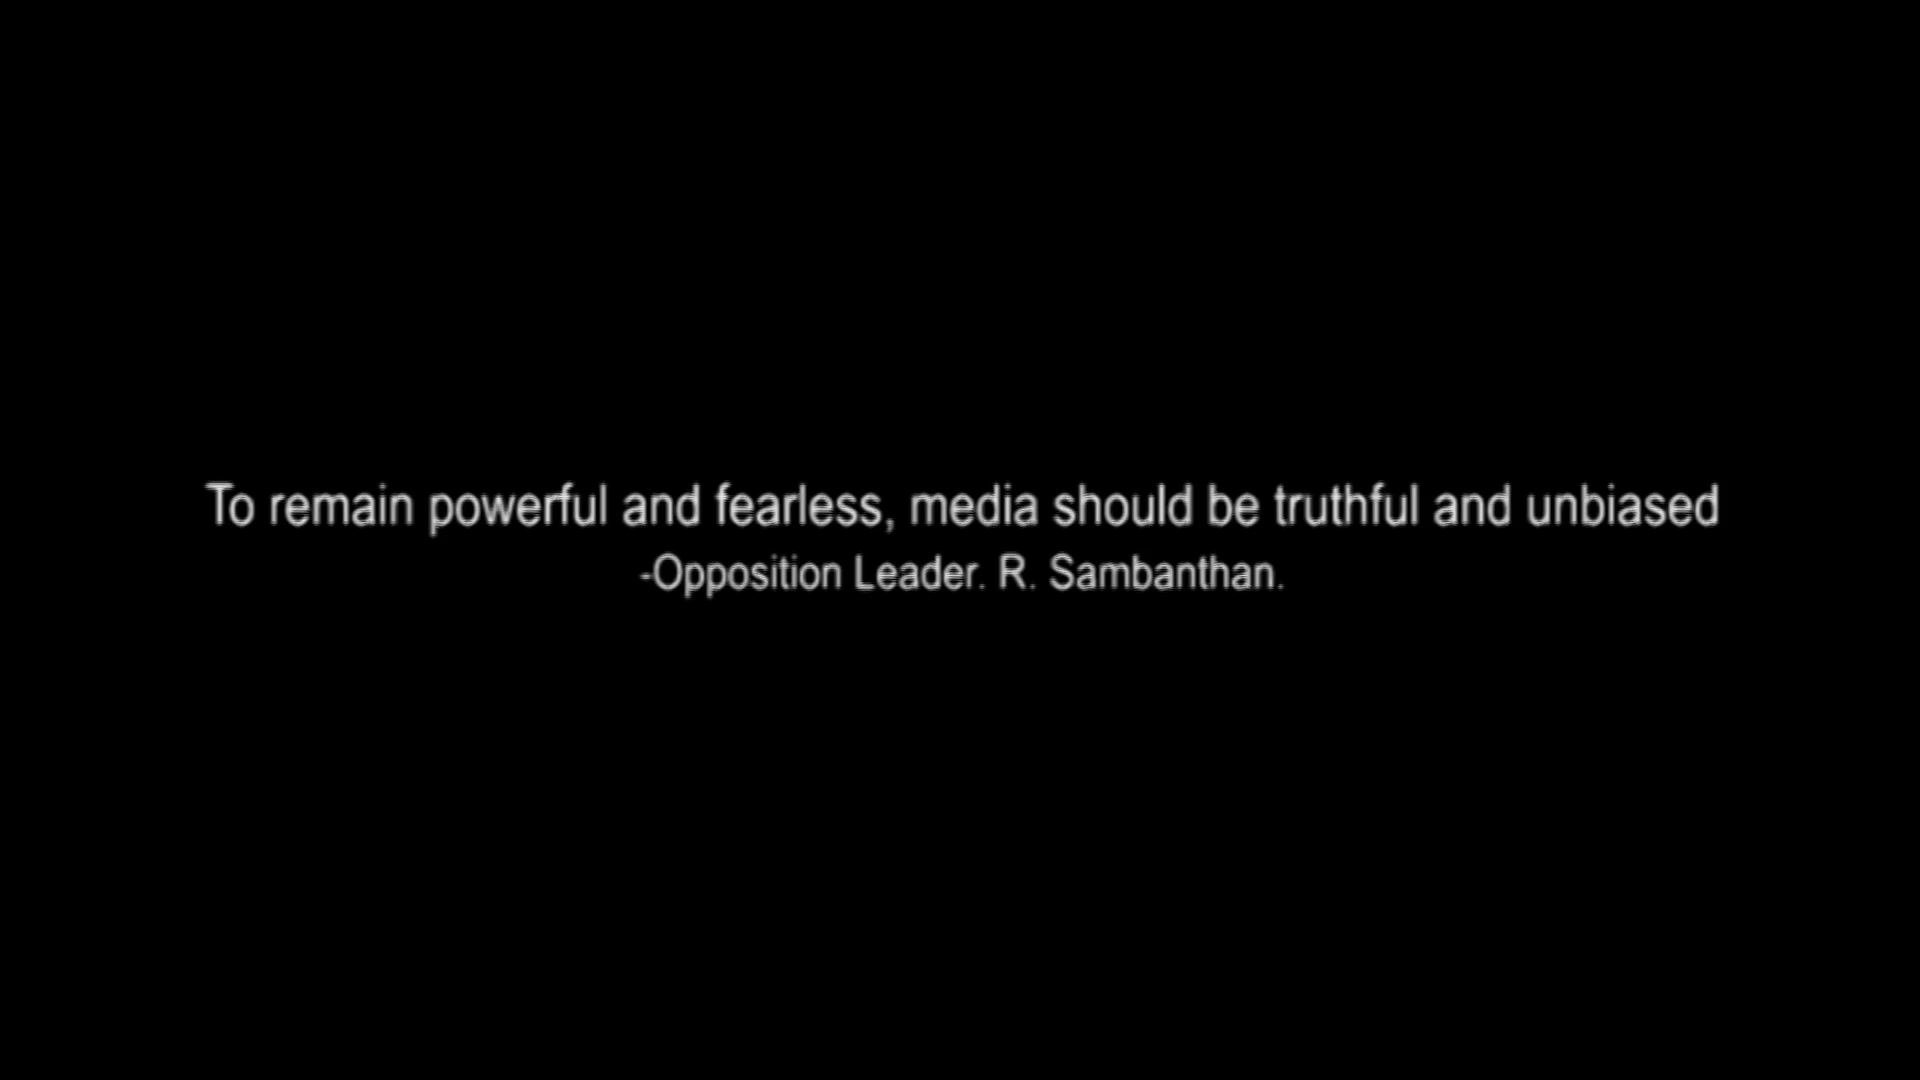 To remain powerful and fearless, media should be truthful and unbiased
-Opposition Leader. R. Sambanthan.